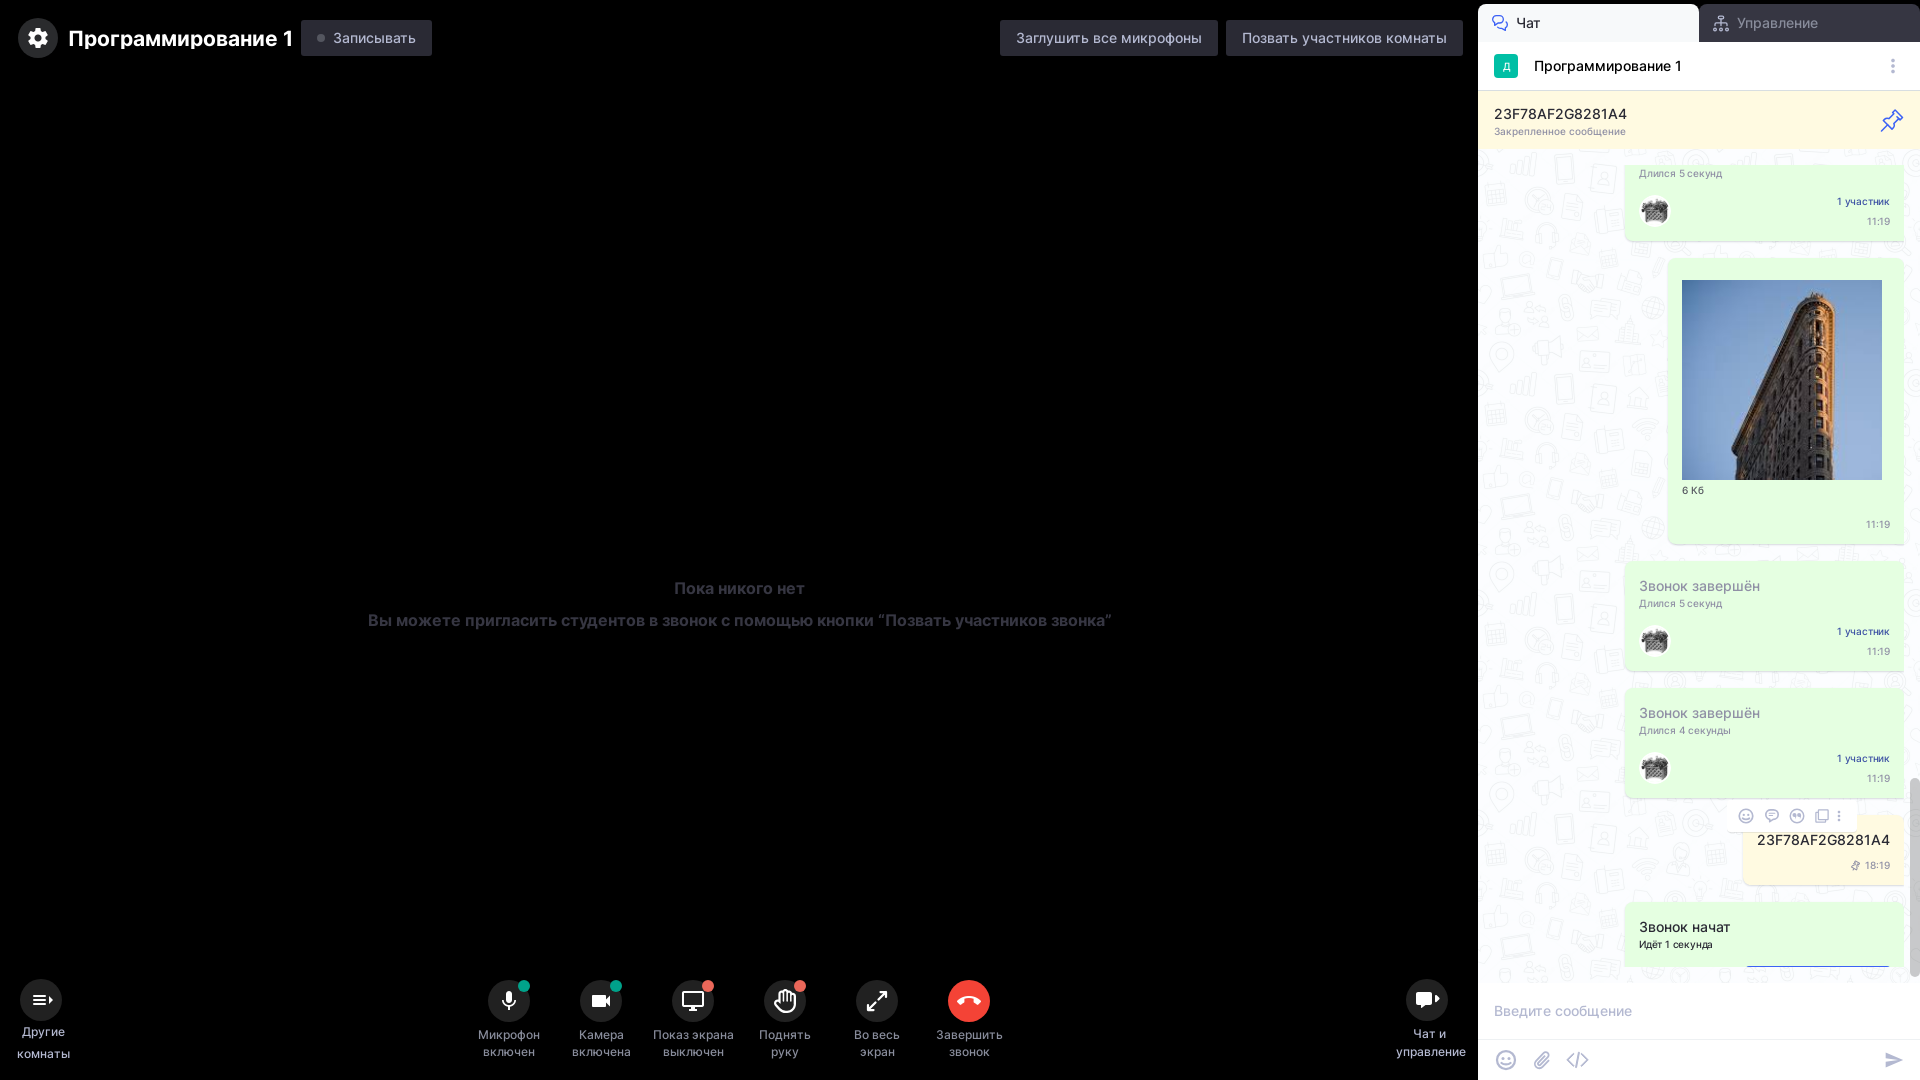 Программирование 1
Записывать
Заглушить все микрофоны
Позвать участников комнаты
Чат
Управление
Д
Программирование 1
23F78AF2G8281A4
Закрепленное сообщение
Длился 5 секунд
1 участник
11:19
6 Кб
11:19
Звонок завершён
Длился 5 секунд
1 участник
11:19
Звонок завершён
Длился 4 секунды
1 участник
11:19
23F78AF2G8281A4
18:19
Звонок начат
Идёт 1 секунда
Пока никого нет
Вы можете пригласить студентов в звонок с помощью кнопки “Позвать участников звонка”
Другие
комнаты
Микрофон
включен
Камера
включена
Показ экрана
выключен
Поднять
руку
Во весь
экран
Завершить
звонок
Чат и
управление
Введите сообщение